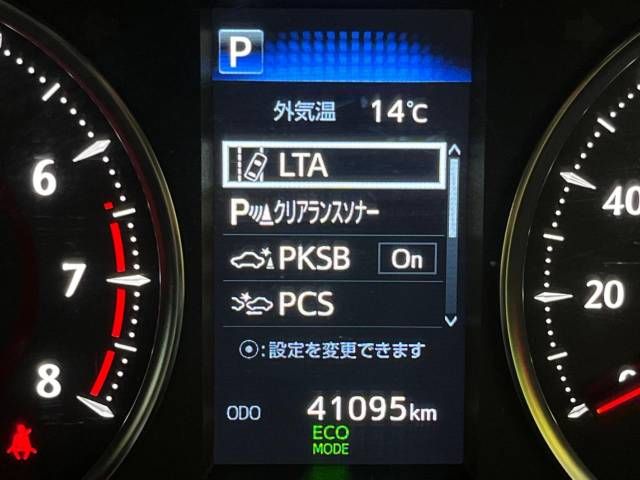 P
外気温 14℃
LTA
P クリアランスソナー
PKSB On
PCS
:設定を変更できます
ODO 41095km
ECO
MODE
6
7
8
40
20